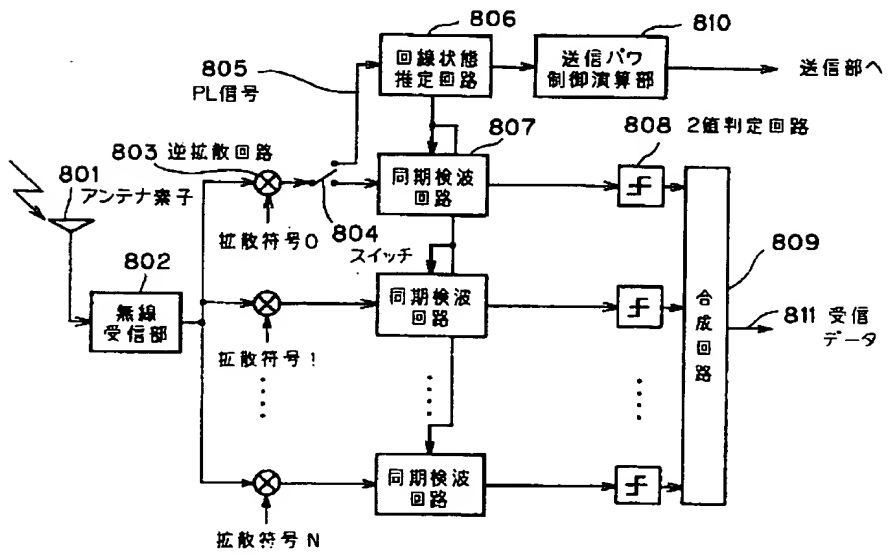 806
回線状態
推定回路
810
送信パワ
制御演算部
送信部へ
805
PL信号
807
同期検波
回路
808 2値判定回路
803 逆拡散回路
801
アンテナ素子
拡散符号0
804
スイッチ
802
無線
受信部
同期検波
回路
拡散符号1
809
合成回路
811 受信
データ
同期検波
回路
拡散符号N